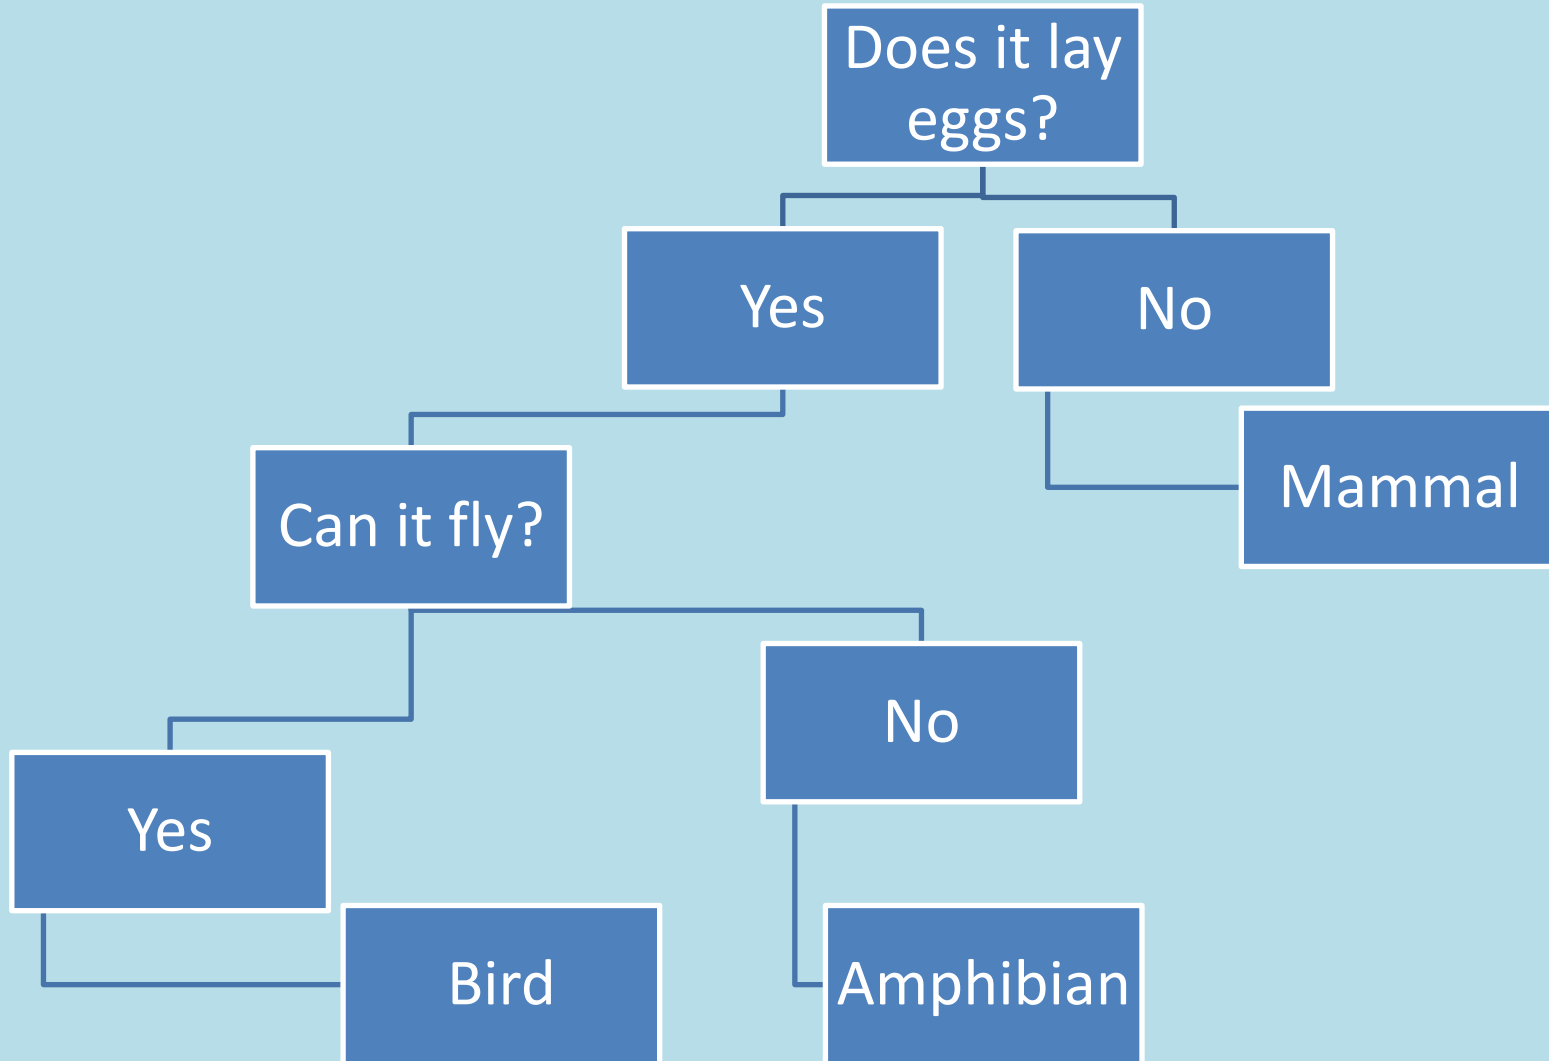 Does it lay
eggs?
Yes
No
Mammal
Can it fly?
No
Yes
Bird
Amphibian